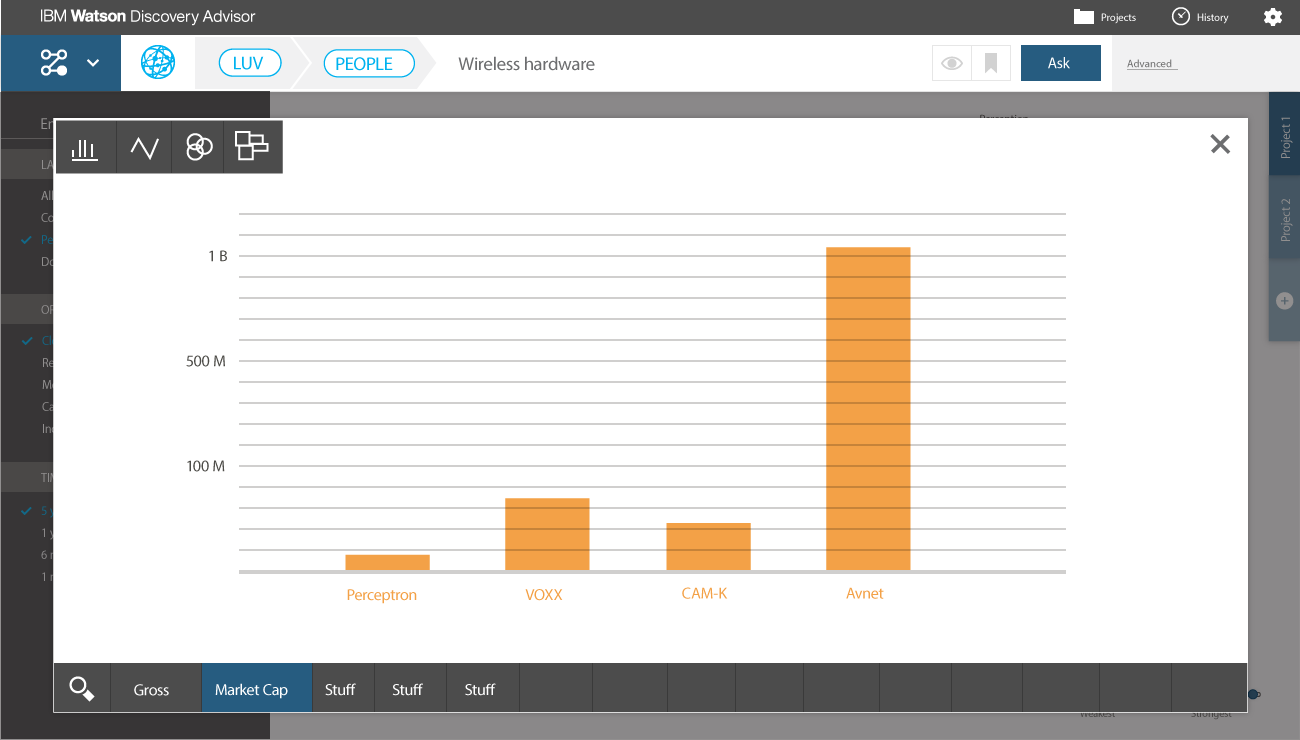 IBM Watson Discovery Advisor
Projects
History
LUV
PEOPLE
Wireless hardware
Ask
Advanced
Project 1
Project 2
1 B
500 M
100 M
Perceptron
VOXX
CAM-K
Avnet
Gross
Market Cap
Stuff
Stuff
Stuff
Weakest
Strongest